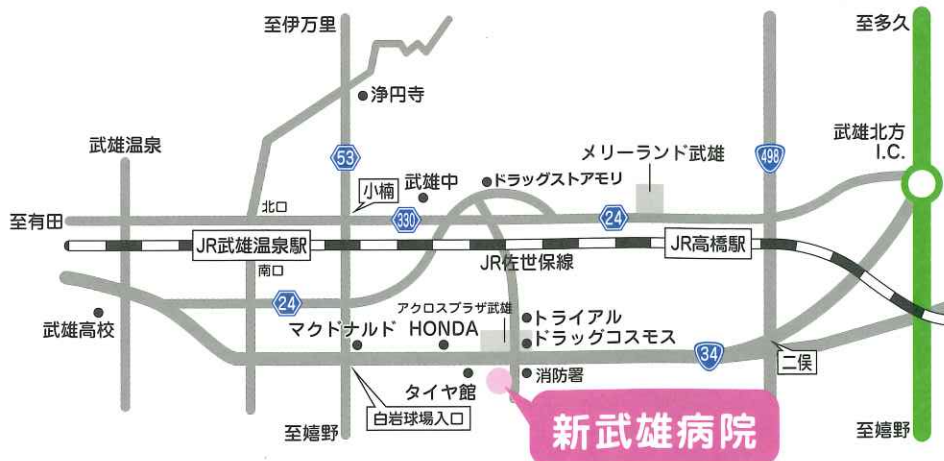 至伊万里
至多久
浄円寺
武雄温泉
武雄北方
I.C.
53
メリーランド武雄
498
小楠
武雄中
ドラッグストアモリ
北口
330
24
至有田
JR武雄温泉駅
JR高橋駅
JR佐世保線
南口
24
アクロスプラザ武雄
トライアル
武雄高校
マクドナルド
HONDA
ドラッグコスモス
34
二俣
タイヤ館
消防署
白岩球場入口
新武雄病院
至嬉野
至嬉野